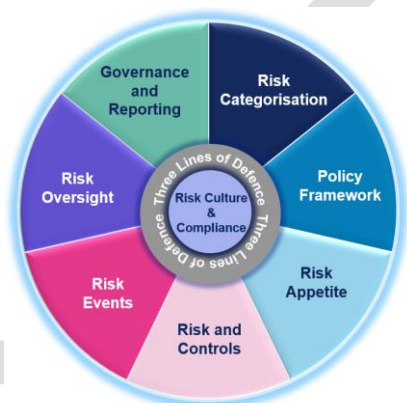 Governance
and
Reporting
Risk
Categorisation
Policy
Framework
Risk
Appetite
Risk and
Controls
Risk
Events
Risk
Oversight
Three Lines of Defence
Three Lines of Defence
Risk Culture
&
Compliance